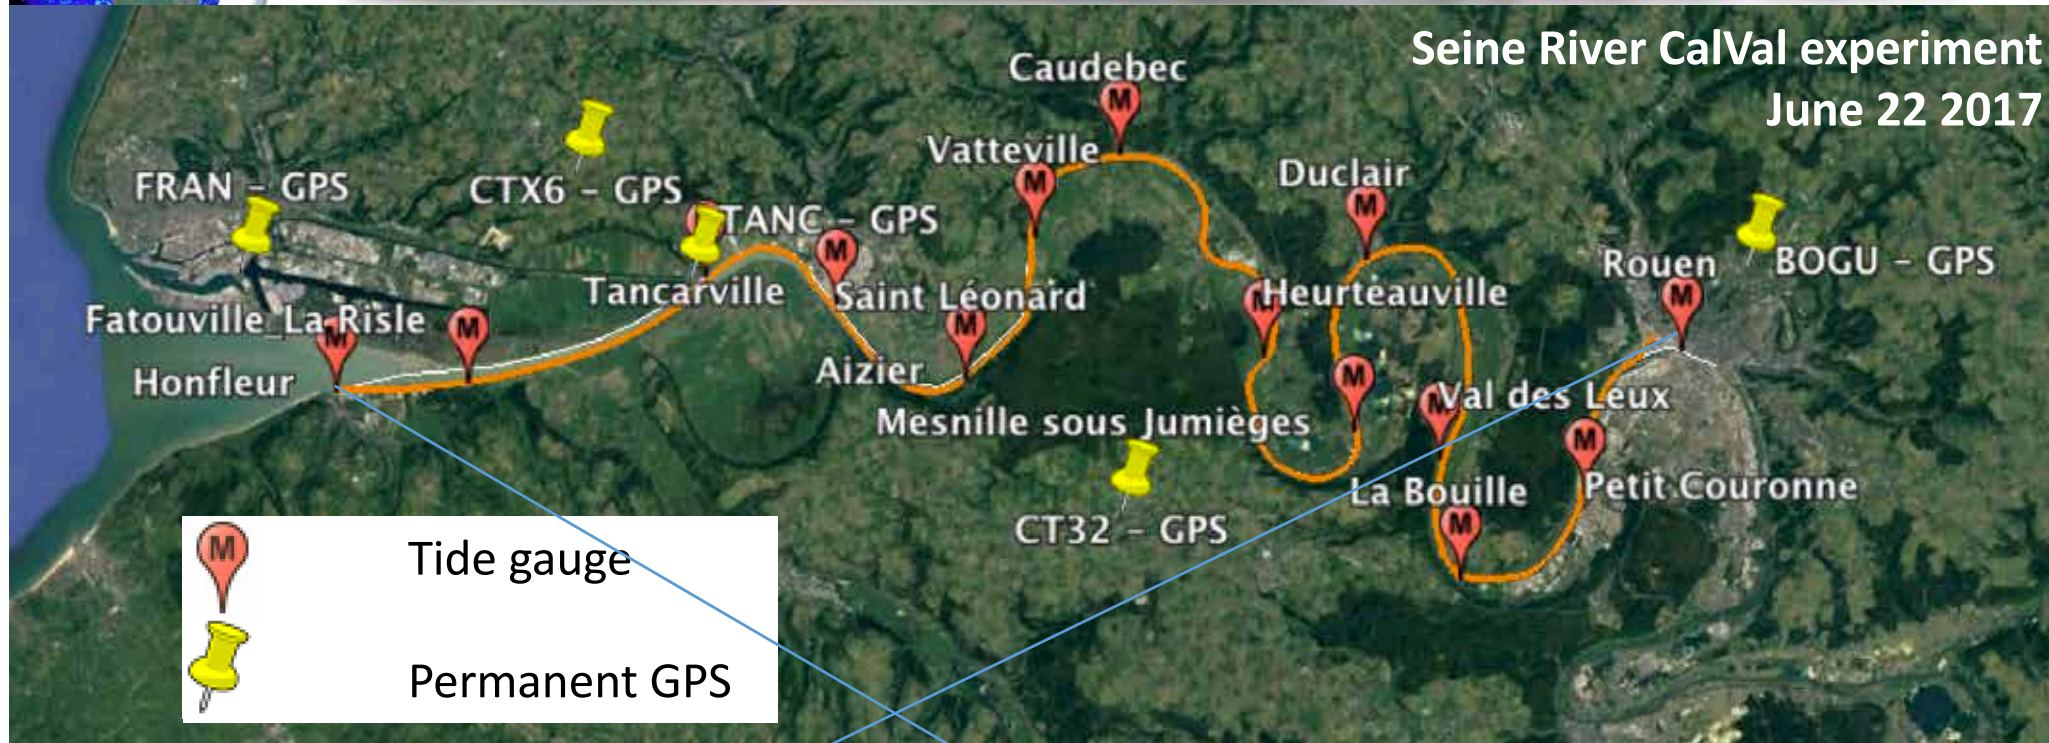 Seine River CalVal experiment
June 22 2017
Caudebec
Vatteville
Duclair
FRAN - GPS
CTX6 - GPS
TANC - GPS
Rouen
BOGU - GPS
Tancarville
Saint Léonard
Heurteauville
Fatouville_La Risle
Honfleur
Aizier
Val des Leux
Mesnille sous Jumièges
La Bouille
Petit Couronne
CT32 - GPS
M Tide gauge
Permanent GPS